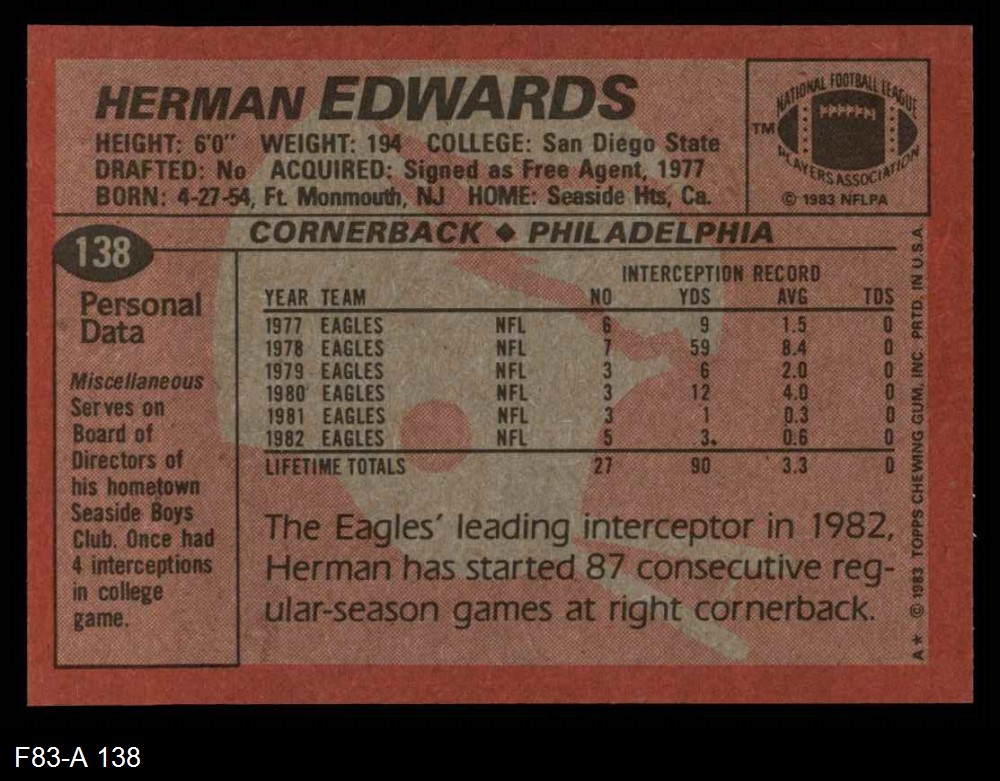 HERMAN EDWARDS
HEIGHT: 6'0" WEIGHT: 194 COLLEGE: San Diego State
DRAFTED: No ACQUIRED: Signed as Free Agent, 1977
BORN: 4-27-54, Ft. Monmouth, NJ HOME: Seaside Hts, Ca.
NATIONAL FOOTBALL LEAGUE
TM
PLAYERS ASSOCIATION
© 1983 NFLPA
138
CORNERBACK ◆ PHILADELPHIA
Personal
Data
Miscellaneous
Serves on
Board of
Directors of
his hometown
Seaside Boys
Club. Once had
4 interceptions
in college
game.
INTERCEPTION RECORD
YEAR TEAM NO YDS AVG TDS
1977 EAGLES NFL 6 9 1.5 0
1978 EAGLES NFL 7 59 8.4 0
1979 EAGLES NFL 3 6 2.0 0
1980 EAGLES NFL 3 12 4.0 0
1981 EAGLES NFL 3 1 0.3 0
1982 EAGLES NFL 5 3 0.6 0
LIFETIME TOTALS 27 90 3.3 0
The Eagles' leading interceptor in 1982,
Herman has started 87 consecutive reg-
ular-season games at right cornerback.
A* © 1983 TOPPS CHEWING GUM, INC. PRTD. IN U.S.A.
F83-A 138